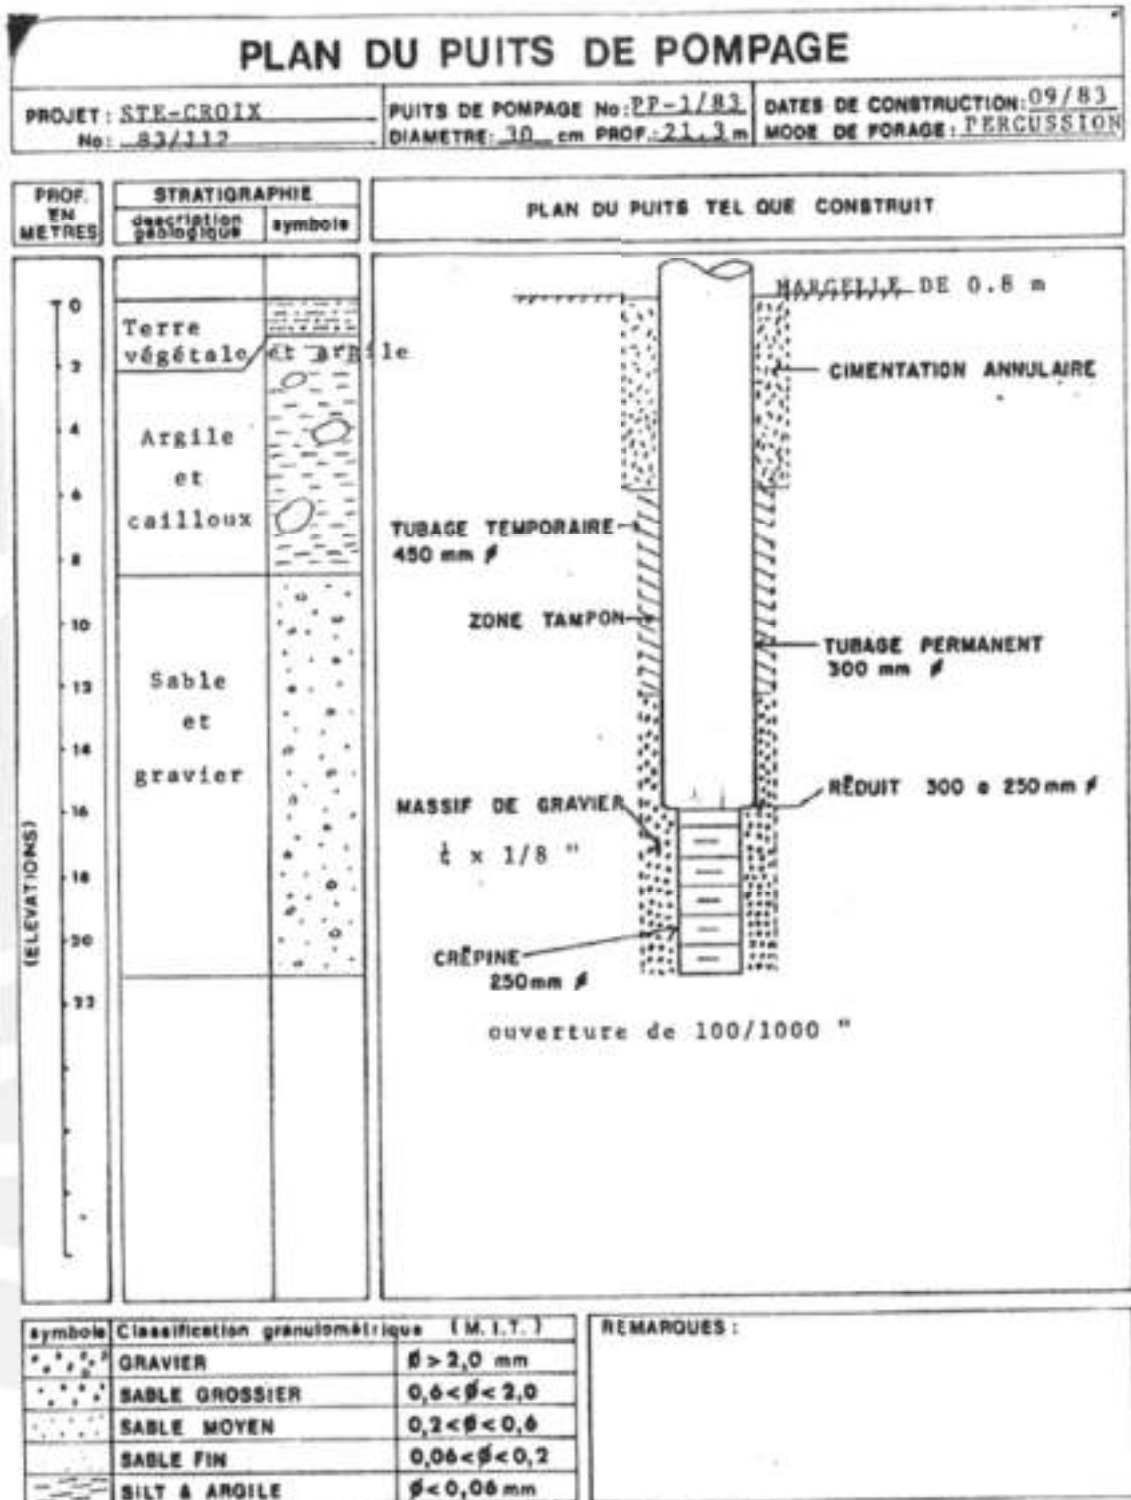 PLAN DU PUITS DE POMPAGE
PROJET: STE-CROIX
No: 83/112
PUITS DE POMPAGE No: PP-1/83
DIAMETRE: 30 cm PROF.: 21.3 m
DATES DE CONSTRUCTION: 09/83
MODE DE FORAGE: PERCUSSION
PROF. EN METRES
STRATIGRAPHIE
description géologique
symbole
PLAN DU PUITS TEL QUE CONSTRUIT
0
2
4
6
8
10
12
14
16
18
20
22
(ELEVATIONS)
Terre
végétale et argile
Argile
et
cailloux
Sable
et
gravier
MARGELLE DE 0.8 m
CIMENTATION ANNULAIRE
TUBAGE TEMPORAIRE
450 mm ø
ZONE TAMPON
TUBAGE PERMANENT
300 mm ø
RÉDUIT 300 a 250 mm ø
MASSIF DE GRAVIER
¼ x 1/8 "
CRÉPINE
250 mm ø
ouverture de 100/1000 "
symbole Classification granulométrique (M.I.T.)
GRAVIER ø > 2,0 mm
SABLE GROSSIER 0,6 < ø < 2,0
SABLE MOYEN 0,2 < ø < 0,6
SABLE FIN 0,06 < ø < 0,2
SILT & ARGILE ø < 0,06 mm
REMARQUES :